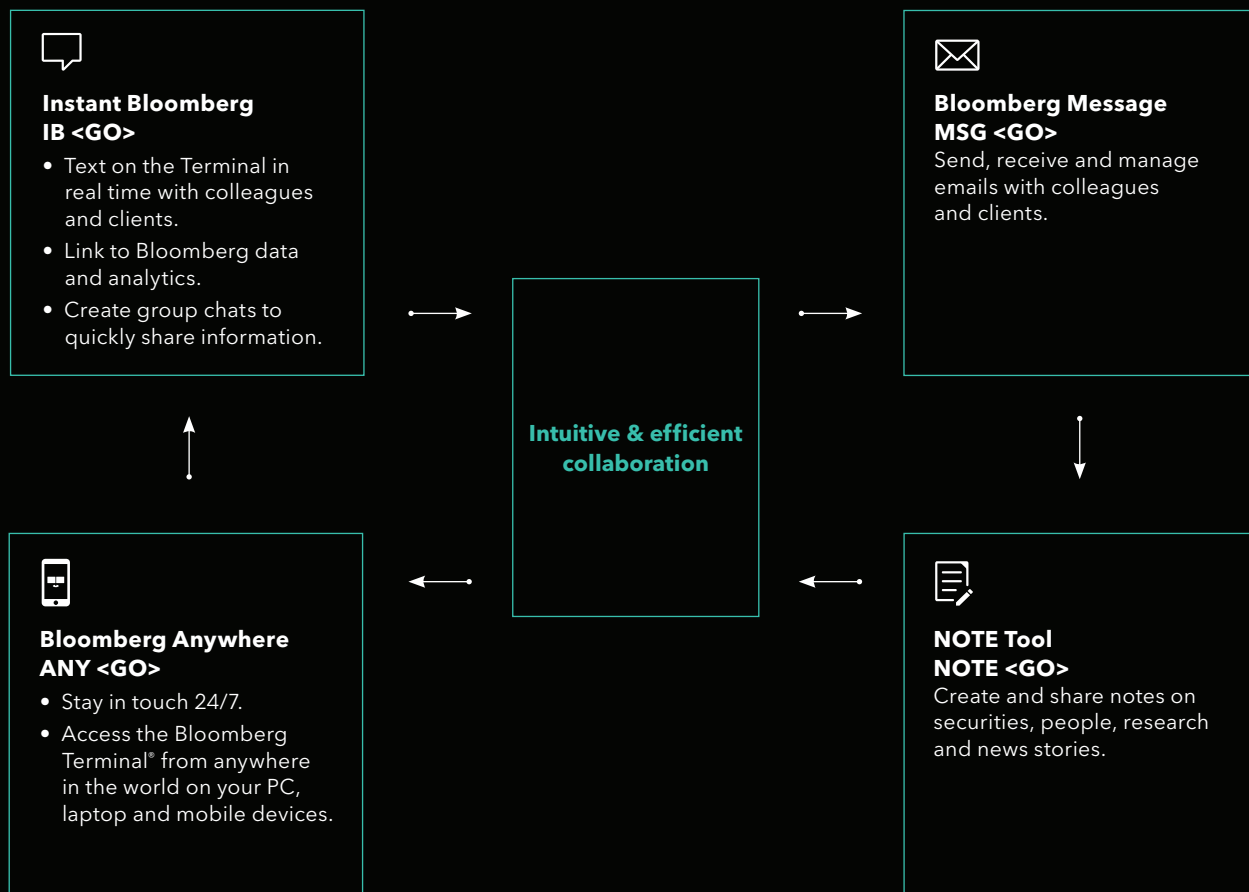 Instant Bloomberg
IB <GO>
• Text on the Terminal in
real time with colleagues
and clients.
• Link to Bloomberg data
and analytics.
• Create group chats to
quickly share information.
Bloomberg Message
MSG <GO>
Send, receive and manage
emails with colleagues
and clients.
Intuitive & efficient
collaboration
Bloomberg Anywhere
ANY <GO>
• Stay in touch 24/7.
• Access the Bloomberg
Terminal® from anywhere
in the world on your PC,
laptop and mobile devices.
NOTE Tool
NOTE <GO>
Create and share notes on
securities, people, research
and news stories.